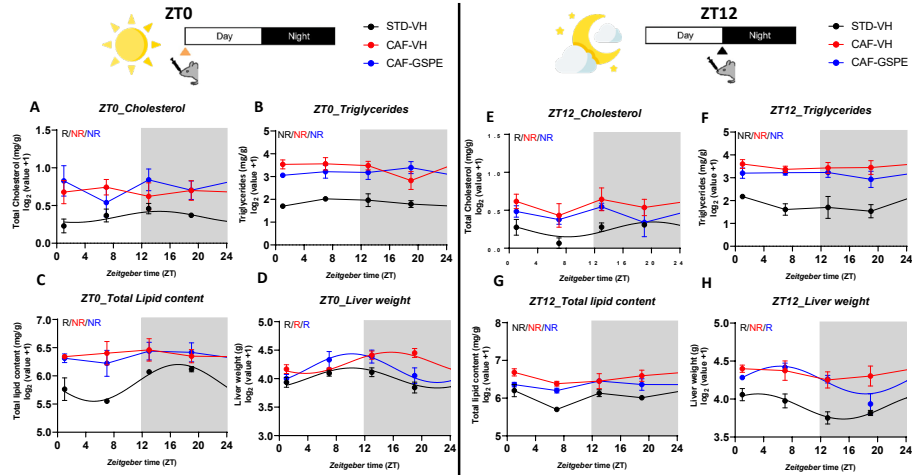 ZT0
Day Night
STD-VH
CAF-VH
CAF-GSPE
ZT12
Day Night
STD-VH
CAF-VH
CAF-GSPE
A
ZT0_Cholesterol
R/NR/NR
Total Cholesterol (mg/g)
log2 (value +1)
1.5
1.0
0.5
0.0
0 4 8 12 16 20 24
Zeitgeber time (ZT)
B
ZT0_Triglycerides
NR/NR/NR
Triglycerides (mg/g)
log2 (value +1)
5
4
3
2
1
0
0 4 8 12 16 20 24
Zeitgeber time (ZT)
C
ZT0_Total Lipid content
R/NR/NR
Total lipid content (mg/g)
log2 (value +1)
7.0
6.5
6.0
5.5
5.0
0 4 8 12 16 20 24
Zeitgeber time (ZT)
D
ZT0_Liver weight
R/R/R
Liver weight (g)
log2 (value +1)
5.0
4.5
4.0
3.5
3.0
0 4 8 12 16 20 24
Zeitgeber time (ZT)
E
ZT12_Cholesterol
R/NR/NR
Total Cholesterol (mg/g)
log2 (value +1)
1.5
1.0
0.5
0.0
0 4 8 12 16 20 24
Zeitgeber time (ZT)
F
ZT12_Triglycerides
NR/NR/NR
Triglycerides (mg/g)
log2 (value +1)
5
4
3
2
1
0
0 4 8 12 16 20 24
Zeitgeber time (ZT)
G
ZT12_Total lipid content
NR/NR/NR
Total lipid content (mg/g)
log2 (value +1)
8
7
6
5
0 4 8 12 16 20 24
Zeitgeber time (ZT)
H
ZT12_Liver weight
R/NR/R
Liver weight (g)
log2 (value +1)
5.0
4.5
4.0
3.5
0 4 8 12 16 20 24
Zeitgeber time (ZT)